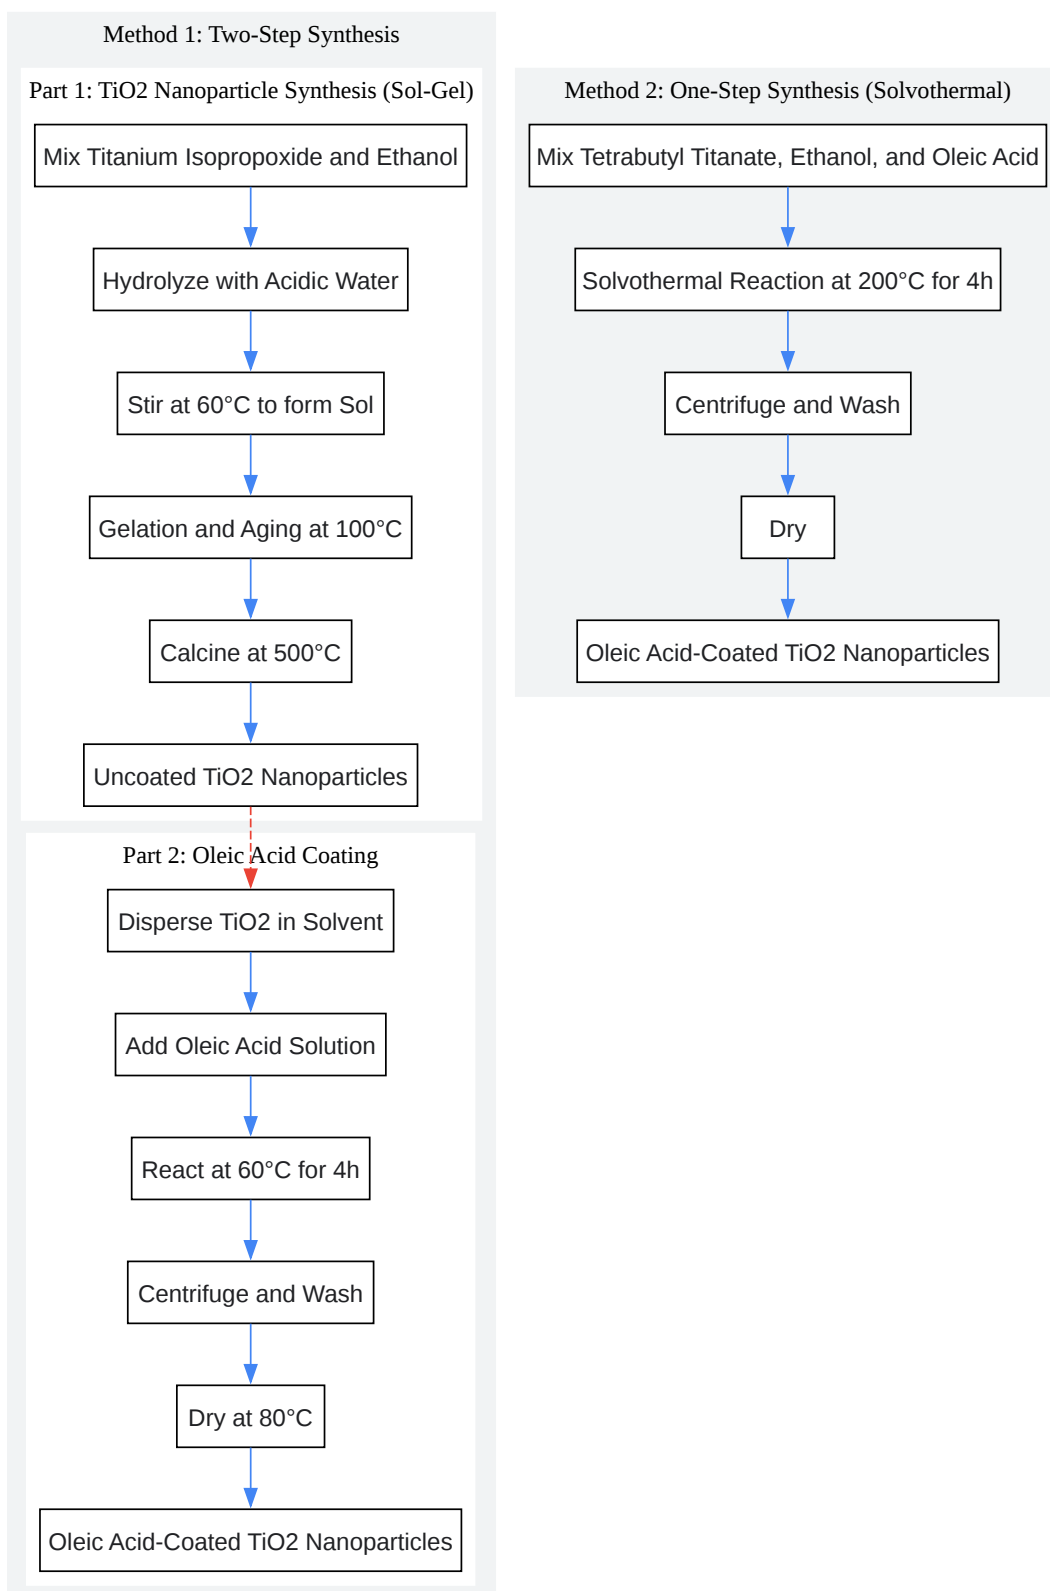 Method 1: Two-Step Synthesis
Part 1: TiO2 Nanoparticle Synthesis (Sol-Gel)
Mix Titanium Isopropoxide and Ethanol
Hydrolyze with Acidic Water
Stir at 60°C to form Sol
Gelation and Aging at 100°C
Calcine at 500°C
Uncoated TiO2 Nanoparticles
Part 2: Oleic Acid Coating
Disperse TiO2 in Solvent
Add Oleic Acid Solution
React at 60°C for 4h
Centrifuge and Wash
Dry at 80°C
Oleic Acid-Coated TiO2 Nanoparticles
Method 2: One-Step Synthesis (Solvothermal)
Mix Tetrabutyl Titanate, Ethanol, and Oleic Acid
Solvothermal Reaction at 200°C for 4h
Centrifuge and Wash
Dry
Oleic Acid-Coated TiO2 Nanoparticles